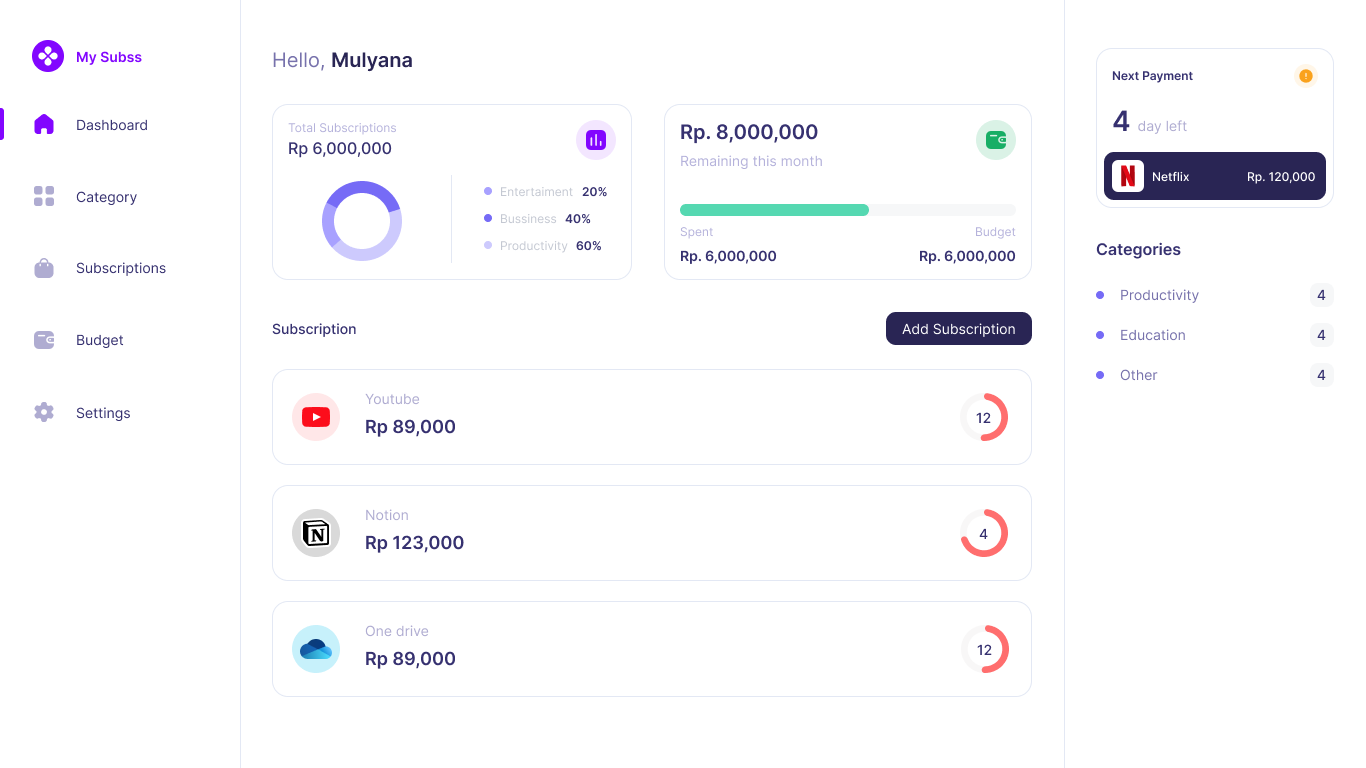 My Subss
Dashboard
Category
Subscriptions
Budget
Settings
Hello, Mulyana
Total Subscriptions
Rp 6,000,000
Entertaiment 20%
Bussiness 40%
Productivity 60%
Rp. 8,000,000
Remaining this month
Spent Budget
Rp. 6,000,000 Rp. 6,000,000
Subscription Add Subscription
Youtube
Rp 89,000
12
N
Notion
Rp 123,000
4
One drive
Rp 89,000
12
Next Payment
4 day left
N Netflix Rp. 120,000
Categories
Productivity 4
Education 4
Other 4